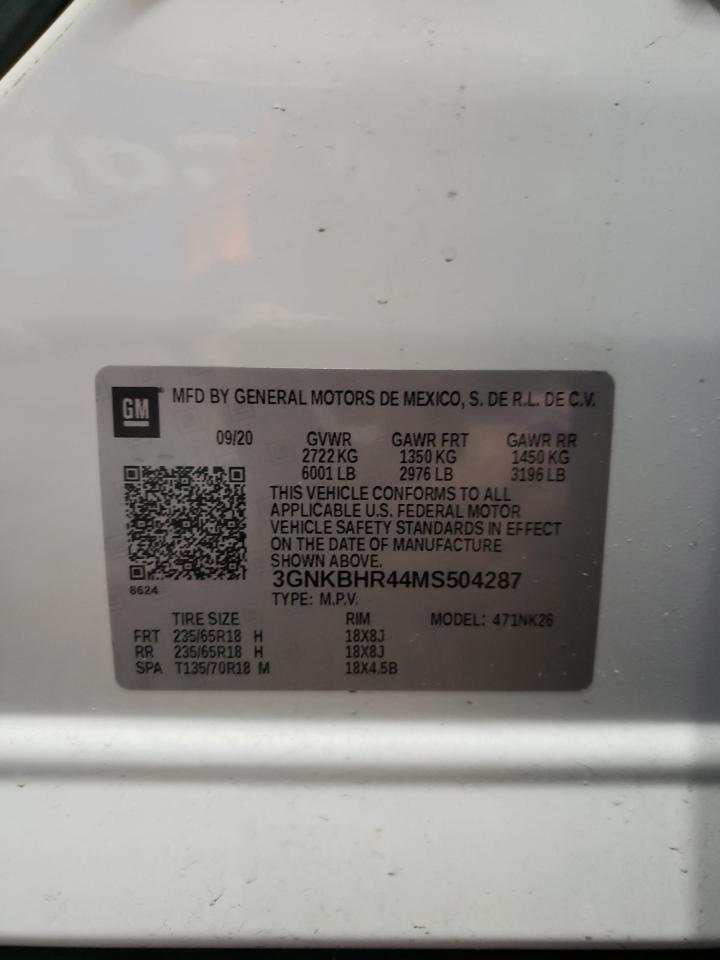 GM
MFD BY GENERAL MOTORS DE MEXICO, S. DE R.L. DE C.V.
09/20 GVWR GAWR FRT GAWR RR
2722 KG 1350 KG 1450 KG
6001 LB 2976 LB 3196 LB
THIS VEHICLE CONFORMS TO ALL
APPLICABLE U.S. FEDERAL MOTOR
VEHICLE SAFETY STANDARDS IN EFFECT
ON THE DATE OF MANUFACTURE
SHOWN ABOVE.
8624
3GNKBHR44MS504287
TYPE: M.P.V.
TIRE SIZE RIM MODEL: 471NK26
FRT 235/65R18 H 18X8J
RR 235/65R18 H 18X8J
SPA T135/70R18 M 18X4.5B